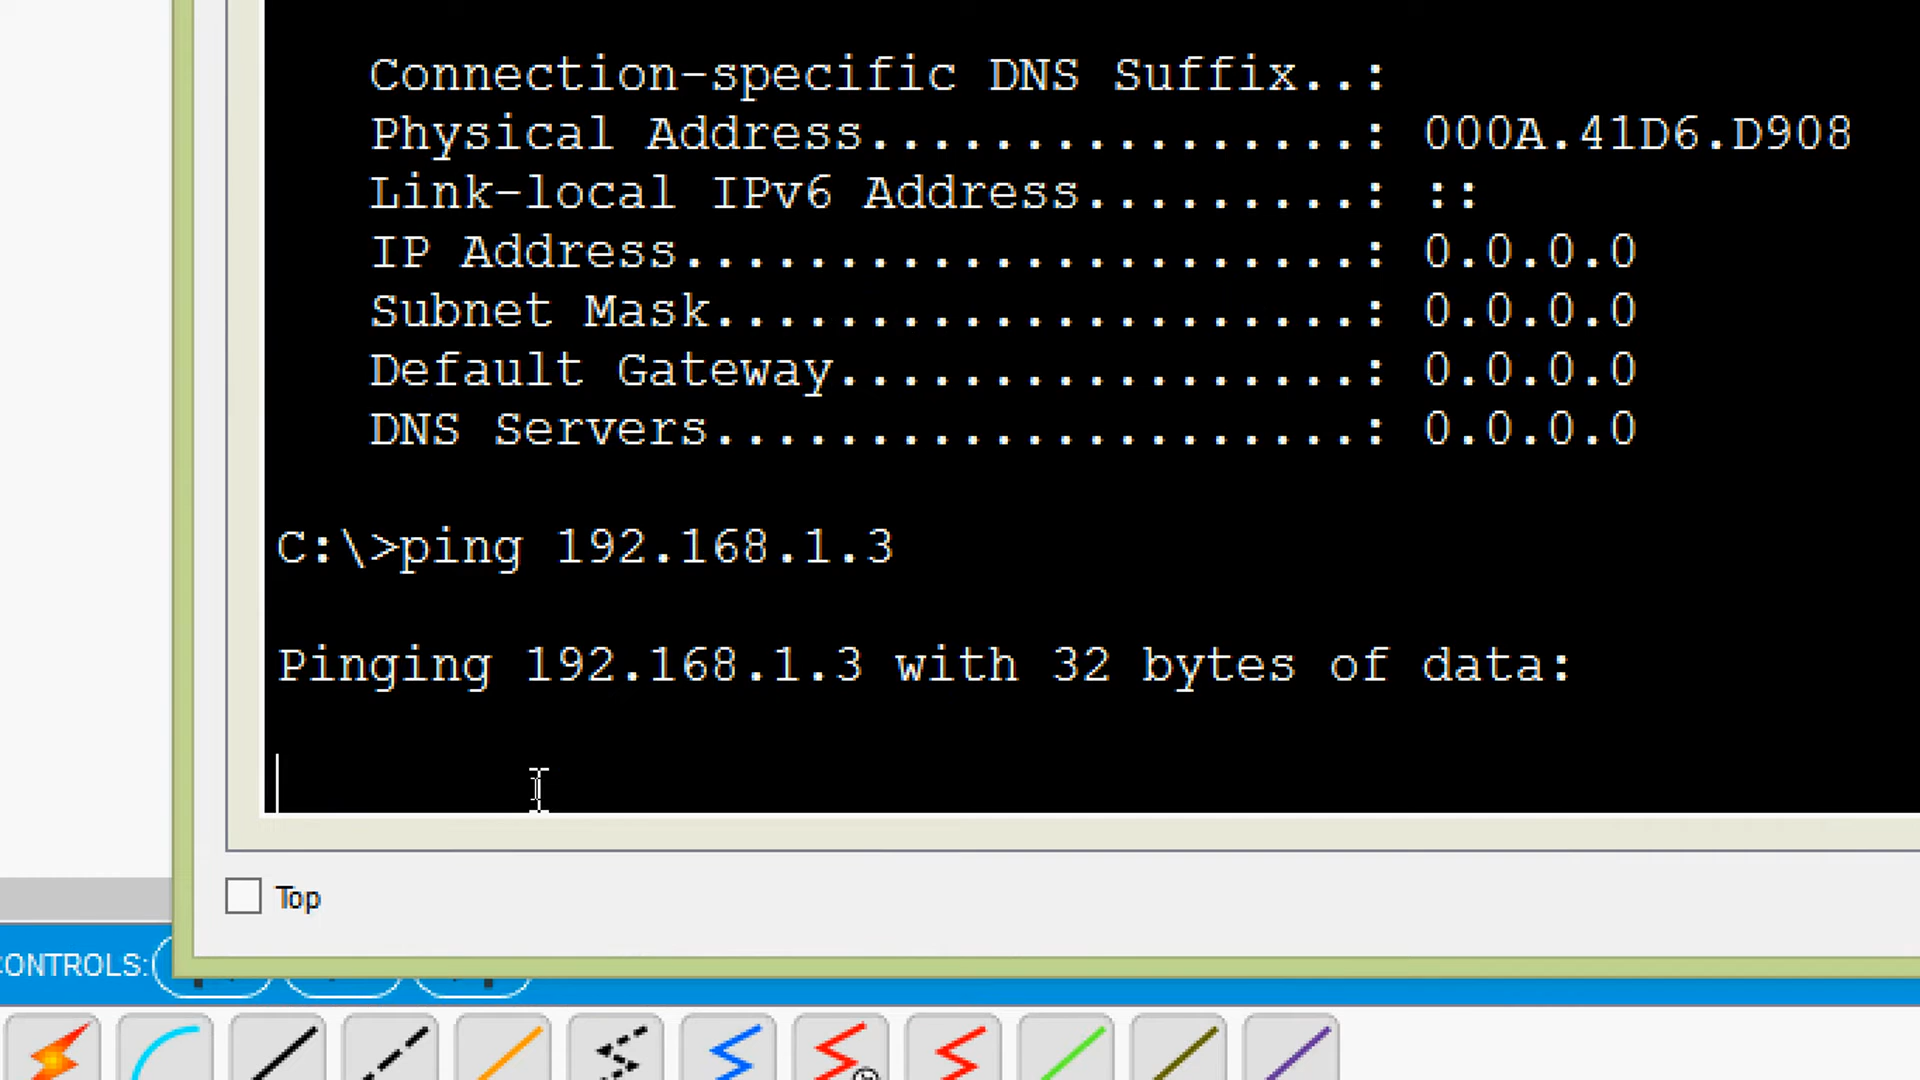 Connection-specific DNS Suffix..:
Physical Address................: 000A.41D6.D908
Link-local IPv6 Address.........: ::
IP Address......................: 0.0.0.0
Subnet Mask.....................: 0.0.0.0
Default Gateway.................: 0.0.0.0
DNS Servers.....................: 0.0.0.0
C:\>ping 192.168.1.3
Pinging 192.168.1.3 with 32 bytes of data:
Top
CONTROLS: